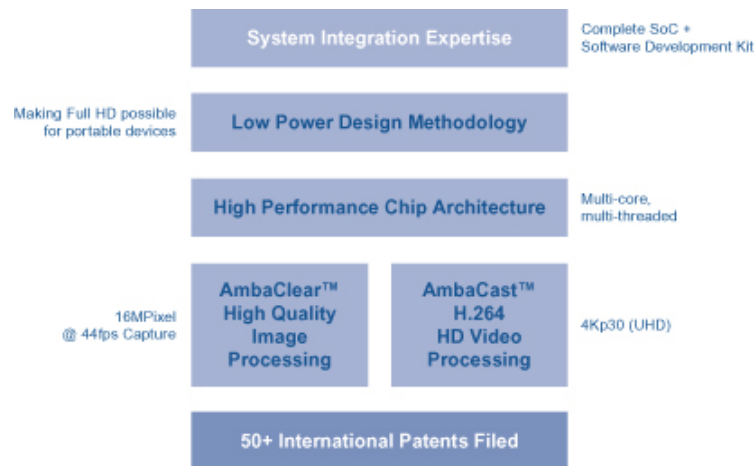 System Integration Expertise
Complete SoC +
Software Development Kit
Making Full HD possible
for portable devices
Low Power Design Methodology
High Performance Chip Architecture
Multi-core,
multi-threaded
16MPixel
@ 44fps Capture
AmbaClear™
High Quality
Image
Processing
AmbaCast™
H.264
HD Video
Processing
4Kp30 (UHD)
50+ International Patents Filed